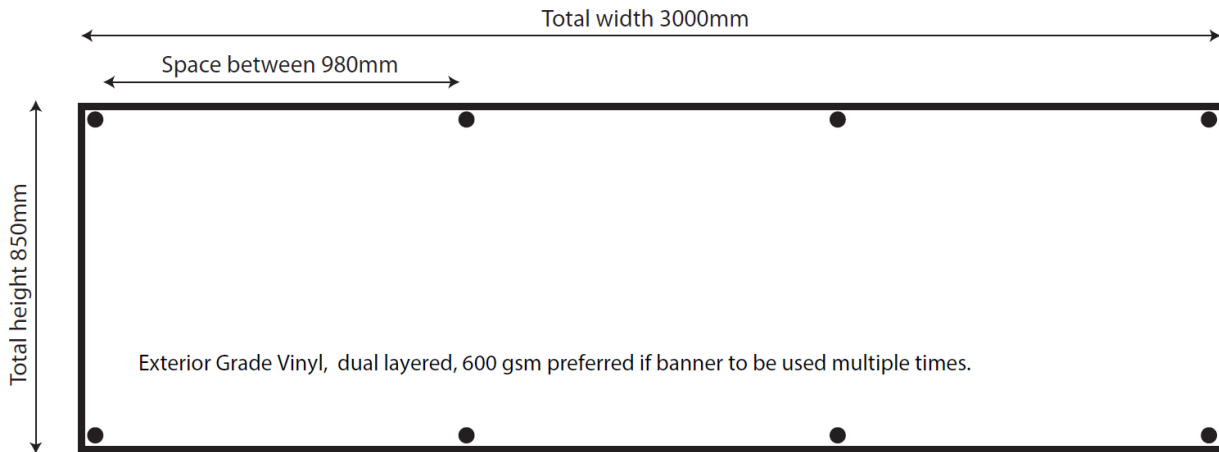 Total width 3000mm
Space between 980mm
Total height 850mm
Exterior Grade Vinyl,  dual layered, 600 gsm preferred if banner to be used multiple times.